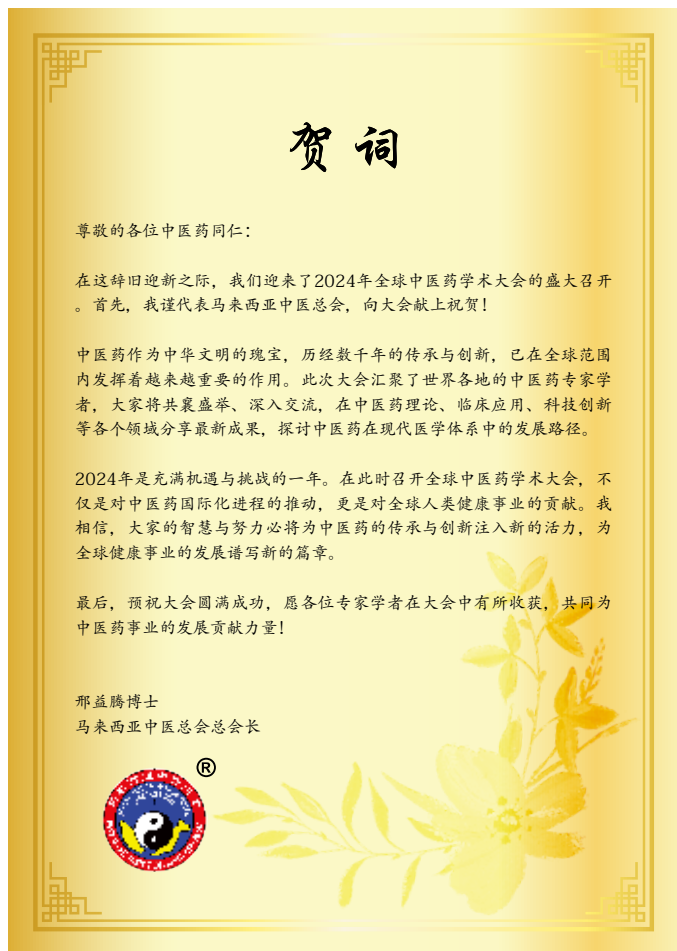 贺 词
尊敬的各位中医药同仁：
在这辞旧迎新之际，我们迎来了2024年全球中医药学术大会的盛大召开
。首先，我谨代表马来西亚中医总会，向大会献上祝贺！
中医药作为中华文明的瑰宝，历经数千年的传承与创新，已在全球范围
内发挥着越来越重要的作用。此次大会汇聚了世界各地的中医药专家学
者，大家将共襄盛举、深入交流，在中医药理论、临床应用、科技创新
等各个领域分享最新成果，探讨中医药在现代医学体系中的发展路径。
2024年是充满机遇与挑战的一年。在此时召开全球中医药学术大会，不
仅是对中医药国际化进程的推动，更是对全球人类健康事业的贡献。我
相信，大家的智慧与努力必将为中医药的传承与创新注入新的活力，为
全球健康事业的发展谱写新的篇章。
最后，预祝大会圆满成功，愿各位专家学者在大会中有所收获，共同为
中医药事业的发展贡献力量！
邢益腾博士
马来西亚中医总会总会长
®